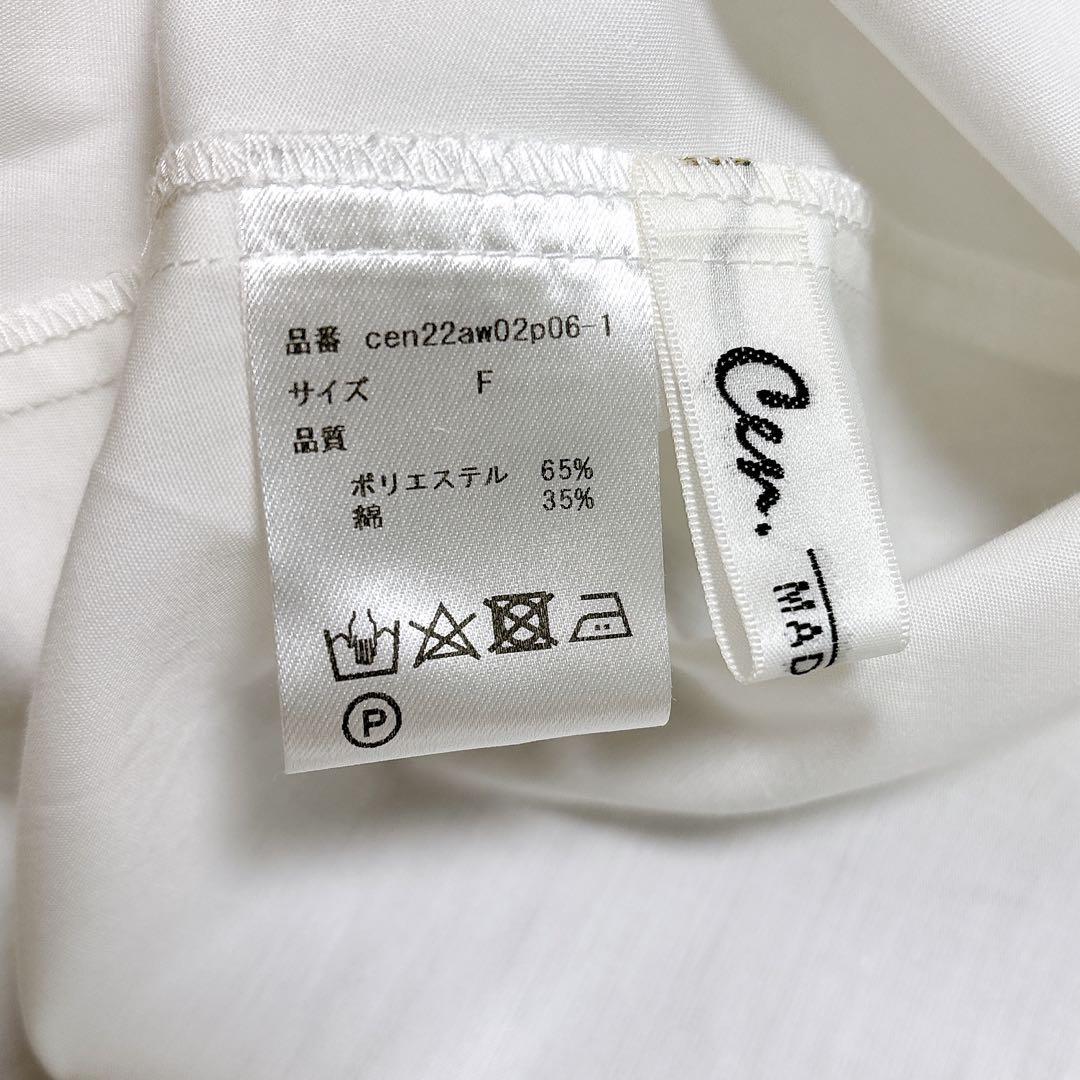 品番 cen22aw02p06-1
サイズ F
品質
ポリエステル 65%
綿 35%
P
Cen.
MAD